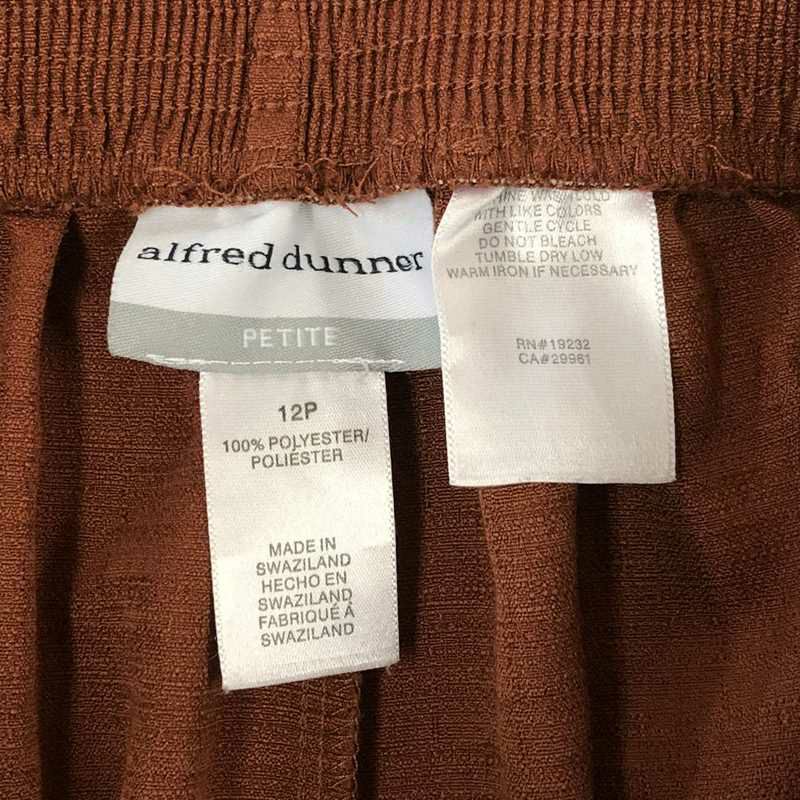 alfred dunner
PETITE
12P
100% POLYESTER/
POLIÉSTER
MADE IN
SWAZILAND
HECHO EN
SWAZILAND
FABRIQUÉ Á
SWAZILAND
WITH LIKE COLORS
GENTLE CYCLE
DO NOT BLEACH
TUMBLE DRY LOW
WARM IRON IF NECESSARY
RN#19232
CA#29961